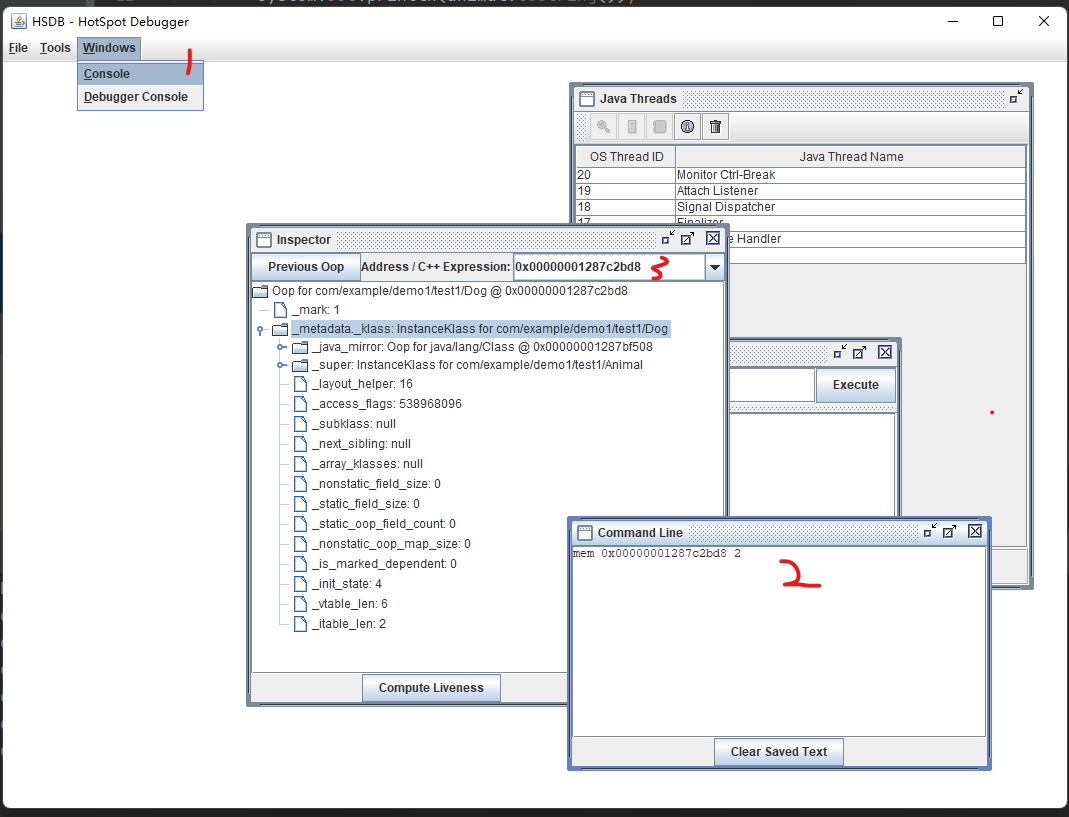 HSDB - HotSpot Debugger
File Tools Windows
1
Console
Debugger Console
Java Threads
OS Thread ID Java Thread Name
20 Monitor Ctrl-Break
19 Attach Listener
18 Signal Dispatcher
17 Finalizer
e Handler
Inspector
Previous Oop Address / C++ Expression: 0x00000001287c2bd8 3
Oop for com/example/demo1/test1/Dog @ 0x00000001287c2bd8
_mark: 1
_metadata._klass: InstanceKlass for com/example/demo1/test1/Dog
_java_mirror: Oop for java/lang/Class @ 0x00000001287bf508
_super: InstanceKlass for com/example/demo1/test1/Animal
_layout_helper: 16
_access_flags: 538968096
_subklass: null
_next_sibling: null
_array_klasses: null
_nonstatic_field_size: 0
_static_field_size: 0
_static_oop_field_count: 0
_nonstatic_oop_map_size: 0
_is_marked_dependent: 0
_init_state: 4
_vtable_len: 6
_itable_len: 2
Compute Liveness
Execute
Command Line
mem 0x00000001287c2bd8 2
2
Clear Saved Text